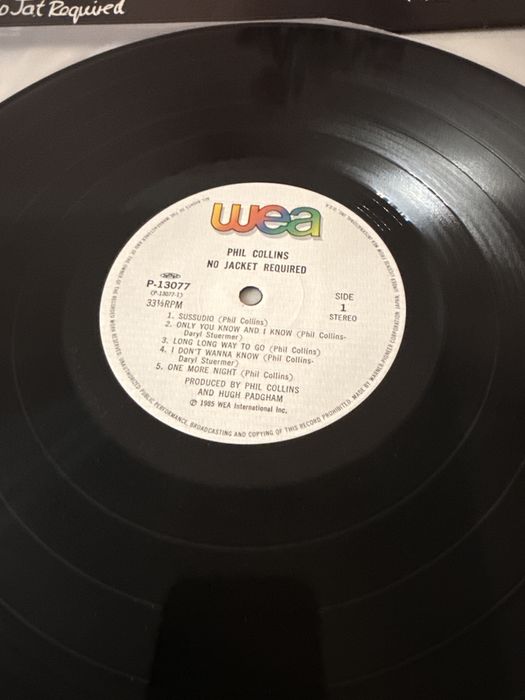 o Jat Required
wea
PHIL COLLINS
NO JACKET REQUIRED
P-13077
(P-13077-1)
33⅓RPM
SIDE
1
STEREO
1. SUSSUDIO (Phil Collins)
2. ONLY YOU KNOW AND I KNOW (Phil Collins-
Daryl Stuermer)
3. LONG LONG WAY TO GO (Phil Collins)
4. I DON'T WANNA KNOW (Phil Collins-
Daryl Stuermer)
5. ONE MORE NIGHT (Phil Collins)
PRODUCED BY PHIL COLLINS
AND HUGH PADGHAM
℗ 1985 WEA International Inc.
UNAUTHORIZED PUBLIC PERFORMANCE, BROADCASTING AND COPYING OF THIS RECORD PROHIBITED. MADE BY WARNER-PIONEER CORPORATION